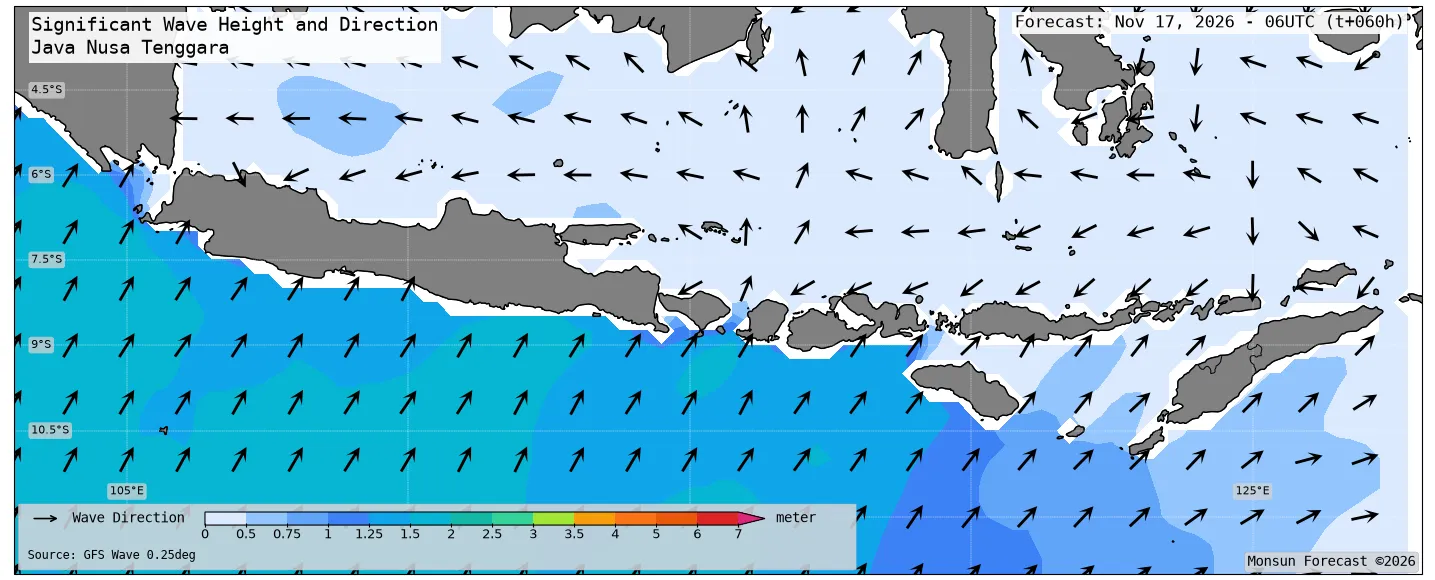 Significant Wave Height and Direction
Java Nusa Tenggara
Forecast: Nov 17, 2026 - 06UTC (t+060h)
4.5°S
6°S
7.5°S
9°S
10.5°S
105°E
125°E
Wave Direction
0 0.5 0.75 1 1.25 1.5 2 2.5 3 3.5 4 5 6 7
meter
Source: GFS Wave 0.25deg
Monsun Forecast ©2026